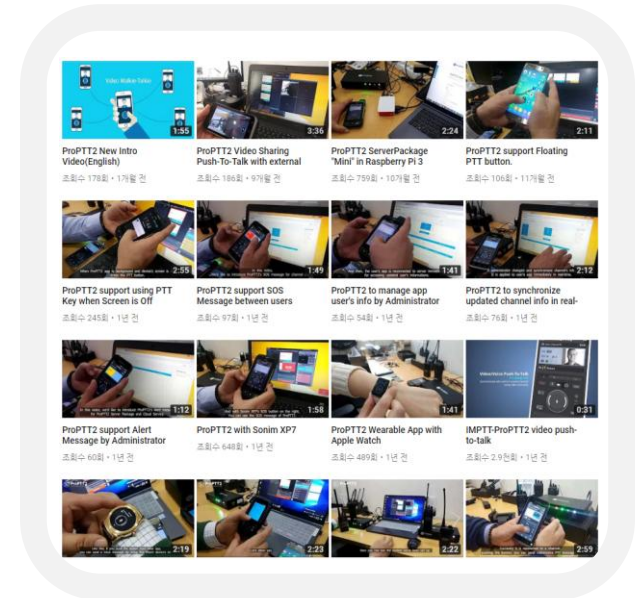 Video Walkie-Talkie
1:55
3:36
2:24
2:11
ProPTT2 New Intro
Video(English)
조회수 178회 • 1개월 전
ProPTT2 Video Sharing
Push-To-Talk with external
조회수 186회 • 9개월 전
ProPTT2 ServerPackage
"Mini" in Raspberry Pi 3
조회수 759회 • 10개월 전
ProPTT2 support Floating
PTT button.
조회수 106회 • 11개월 전
2:55
1:49
1:41
2:12
ProPTT2 support using PTT
Key when Screen is Off
조회수 245회 • 1년 전
ProPTT2 support SOS
Message between users
조회수 97회 • 1년 전
ProPTT2 to manage app
user's info by Administrator
조회수 54회 • 1년 전
ProPTT2 to synchronize
updated channel info in real-
조회수 76회 • 1년 전
1:12
1:58
1:41
0:31
ProPTT2 support Alert
Message by Administrator
조회수 60회 • 1년 전
ProPTT2 with Sonim XP7
조회수 648회 • 1년 전
ProPTT2 Wearable App with
Apple Watch
조회수 489회 • 1년 전
IMPTT-ProPTT2 video push-
to-talk
조회수 2.9천회 • 1년 전
2:19
2:23
2:22
2:59